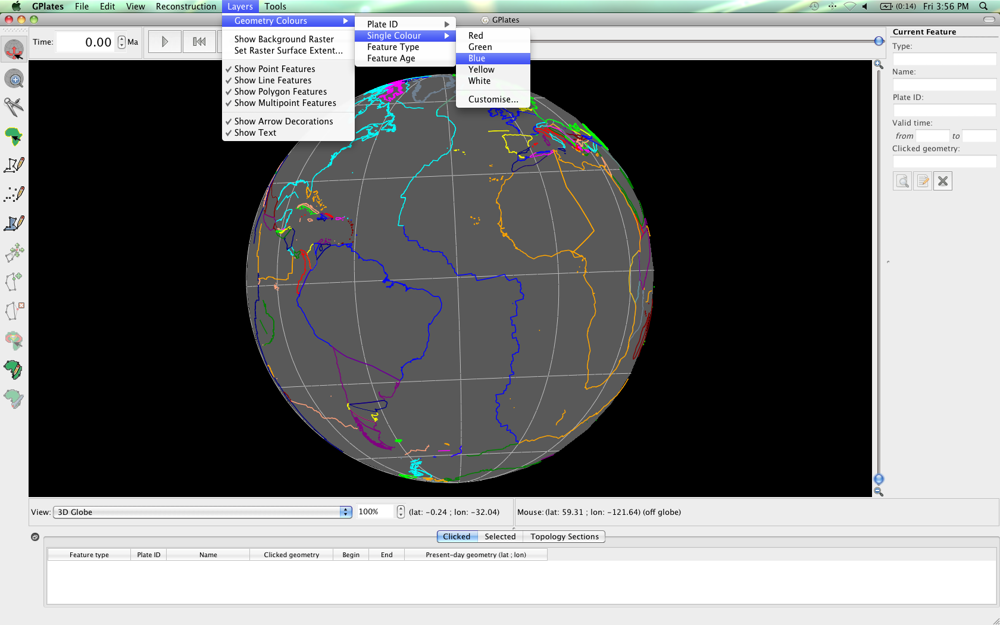 GPlates File Edit View Reconstruction Layers Tools (0:14) Fri 3:56 PM
GPlates
Time: 0.00 Ma
Geometry Colours
Show Background Raster
Set Raster Surface Extent...
Show Point Features
Show Line Features
Show Polygon Features
Show Multipoint Features
Show Arrow Decorations
Show Text
Plate ID
Single Colour
Feature Type
Feature Age
Red
Green
Blue
Yellow
White
Customise...
Current Feature
Type:
Name:
Plate ID:
Valid time:
from to
Clicked geometry:
View: 3D Globe 100% (lat: -0.24 ; lon: -32.04) Mouse: (lat: 59.31 ; lon: -121.64) (off globe)
Clicked Selected Topology Sections
Feature type Plate ID Name Clicked geometry Begin End Present-day geometry (lat ; lon)